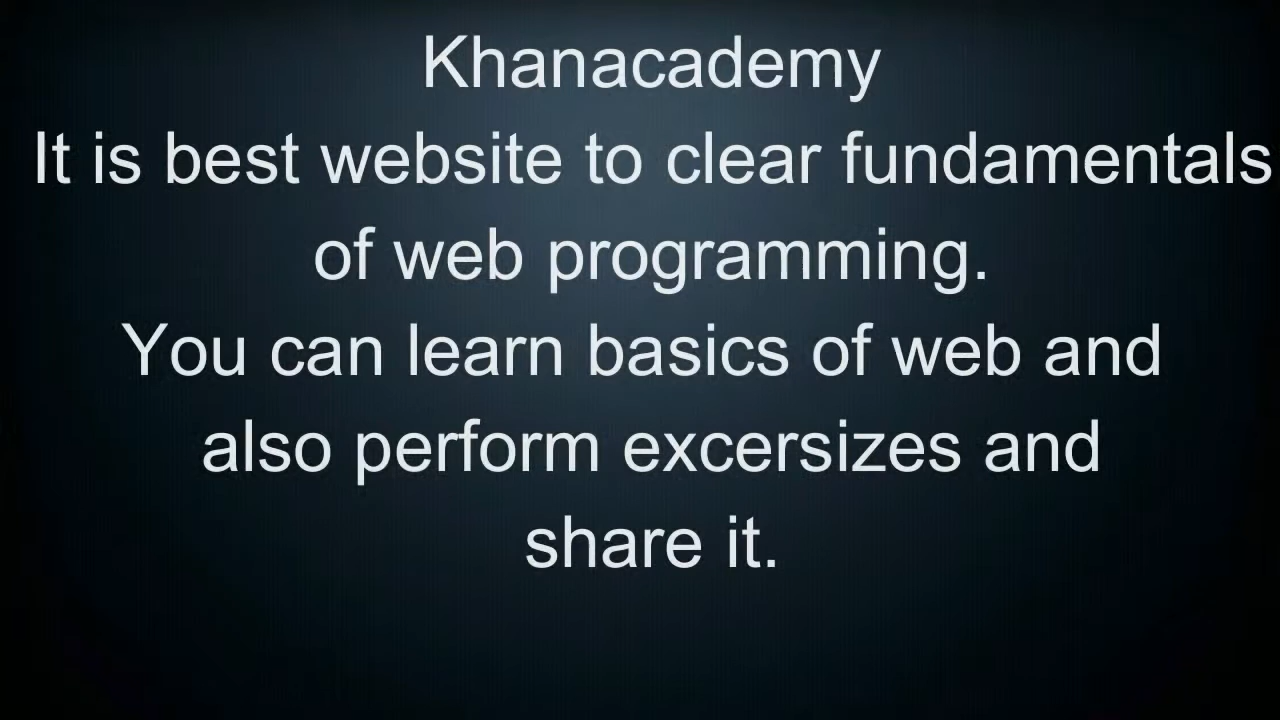 Khanacademy
It is best website to clear fundamentals
of web programming.
You can learn basics of web and
also perform excersizes and
share it.